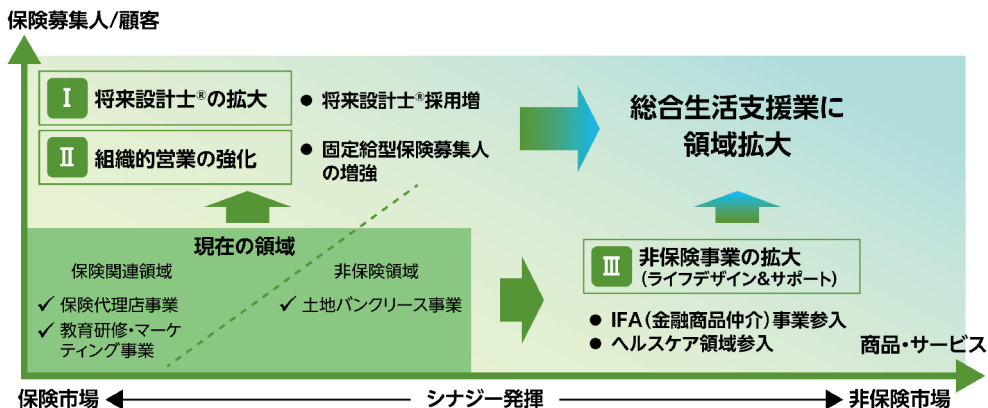 保険募集人/顧客
Ⅰ 将来設計士®の拡大
● 将来設計士®採用増
Ⅱ 組織的営業の強化
● 固定給型保険募集人
の増強
総合生活支援業に
領域拡大
現在の領域
保険関連領域
✓ 保険代理店事業
✓ 教育研修・マーケ
ティング事業
非保険領域
✓ 土地バンクリース事業
Ⅲ 非保険事業の拡大
(ライフデザイン&サポート)
● IFA(金融商品仲介)事業参入
● ヘルスケア領域参入
商品・サービス
保険市場
シナジー発揮
非保険市場